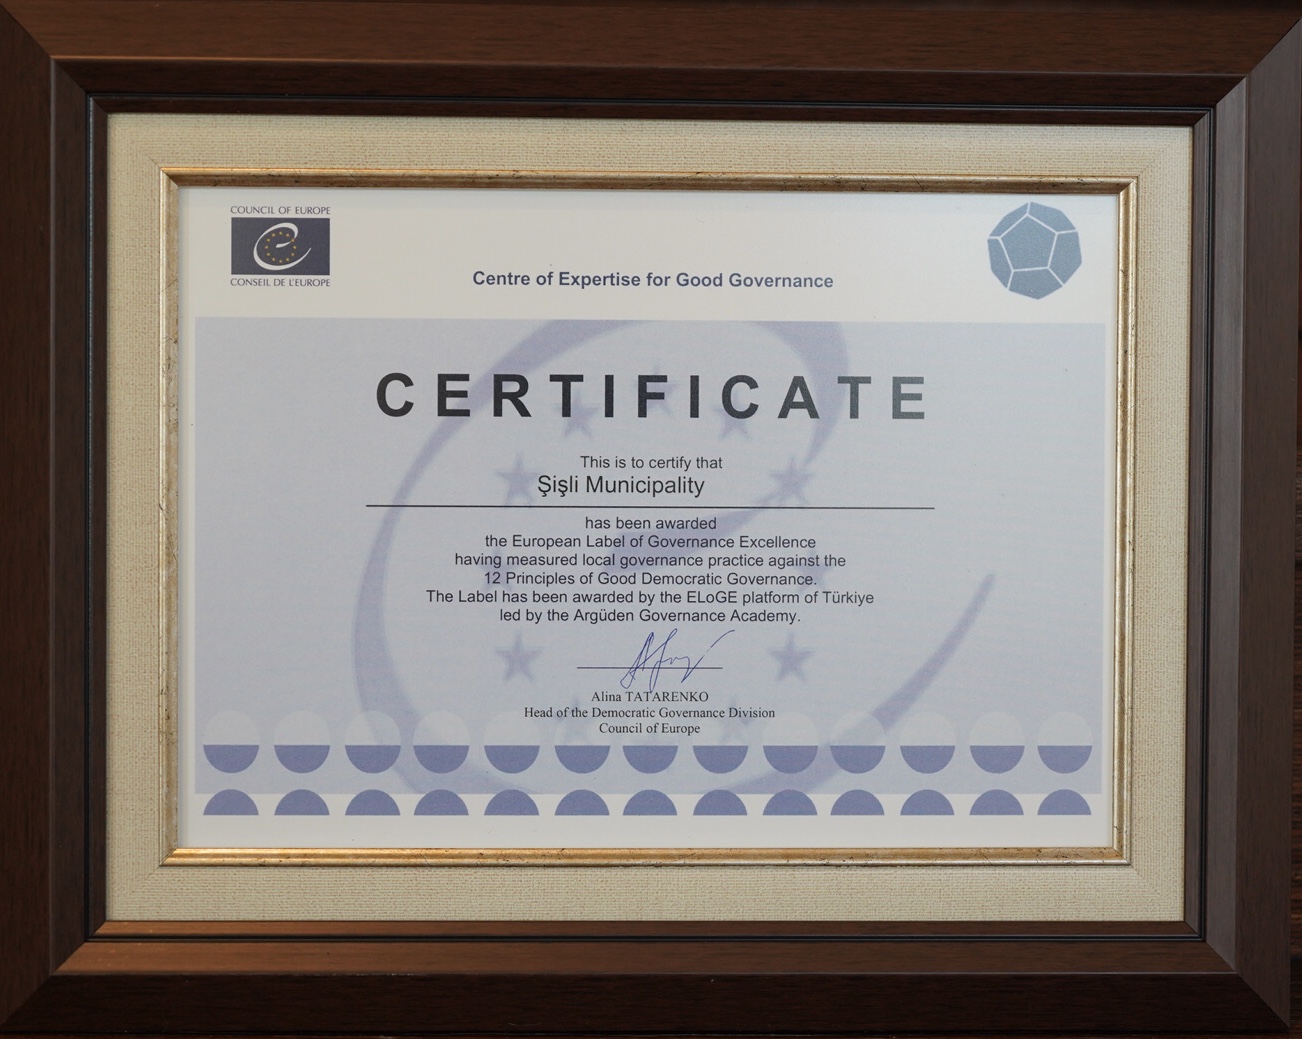 COUNCIL OF EUROPE
CONSEIL DE L'EUROPE
Centre of Expertise for Good Governance
CERTIFICATE
This is to certify that
Şişli Municipality
has been awarded
the European Label of Governance Excellence
having measured local governance practice against the
12 Principles of Good Democratic Governance.
The Label has been awarded by the ELoGE platform of Türkiye
led by the Argüden Governance Academy.
Alina TATARENKO
Head of the Democratic Governance Division
Council of Europe